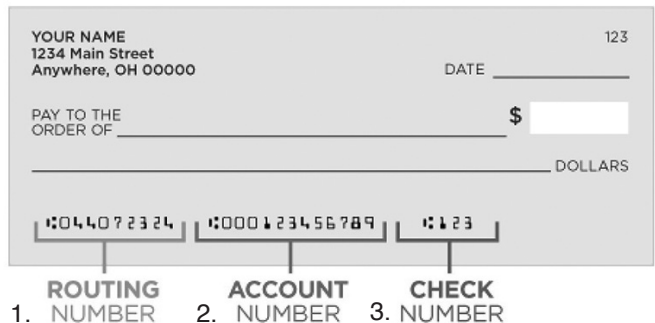 YOUR NAME 123
1234 Main Street
Anywhere, OH 00000
DATE
PAY TO THE
ORDER OF $
DOLLARS
⑆044072324 ⑆000123456789 ⑆123
ROUTING ACCOUNT CHECK
1. NUMBER 2. NUMBER 3. NUMBER